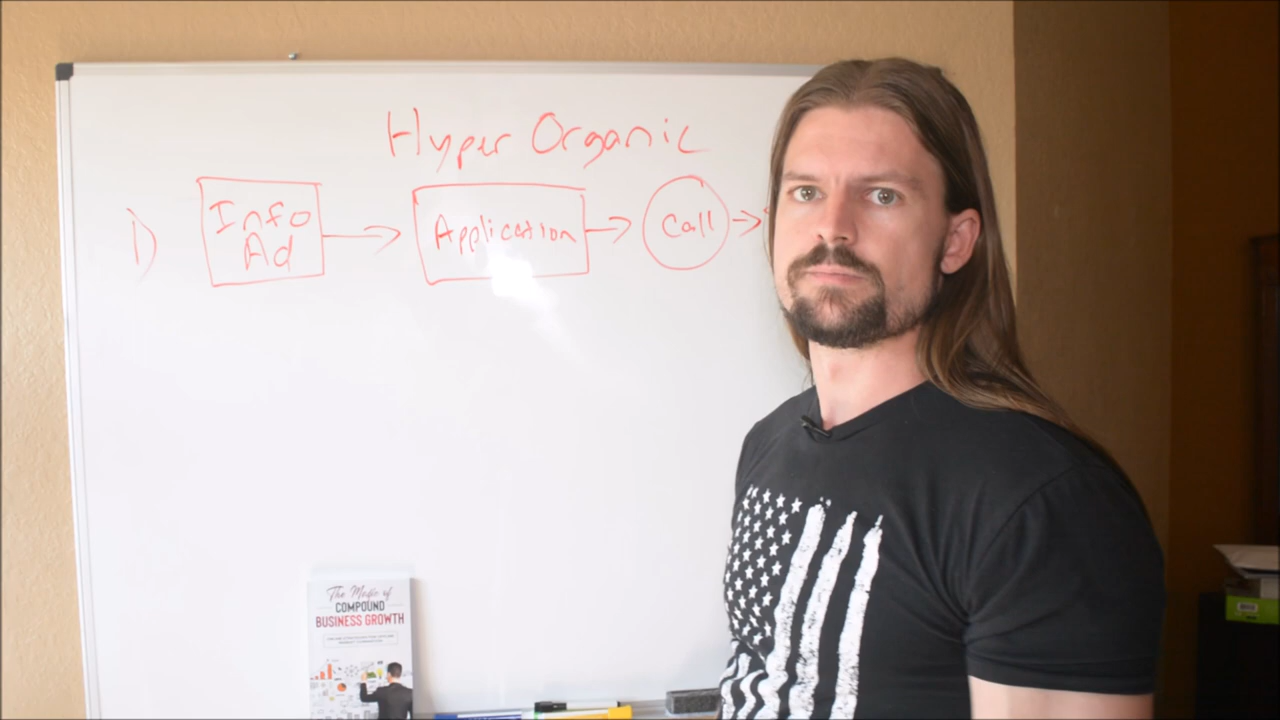 Hyper Organic
1) Info Ad → Application → Call →
The Magic of
COMPOUND
BUSINESS GROWTH